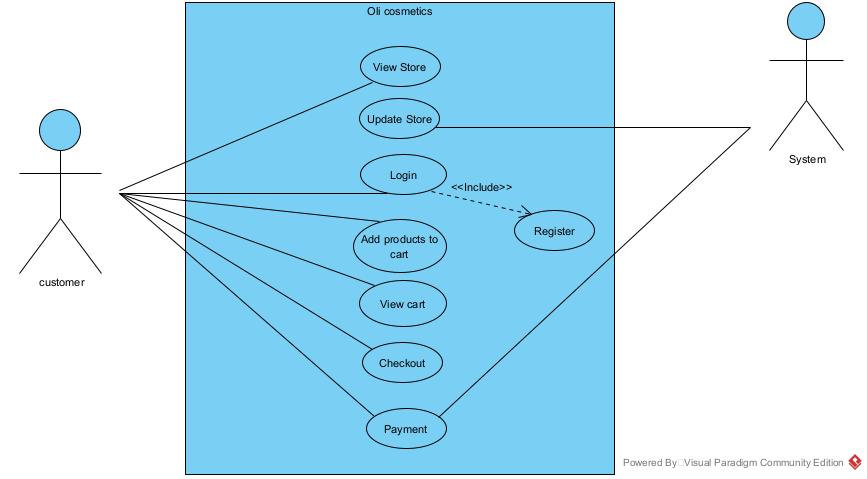 Oli cosmetics
View Store
Update Store
Login
<<Include>>
Register
Add products to
cart
View cart
Checkout
Payment
customer
System
Powered By Visual Paradigm Community Edition